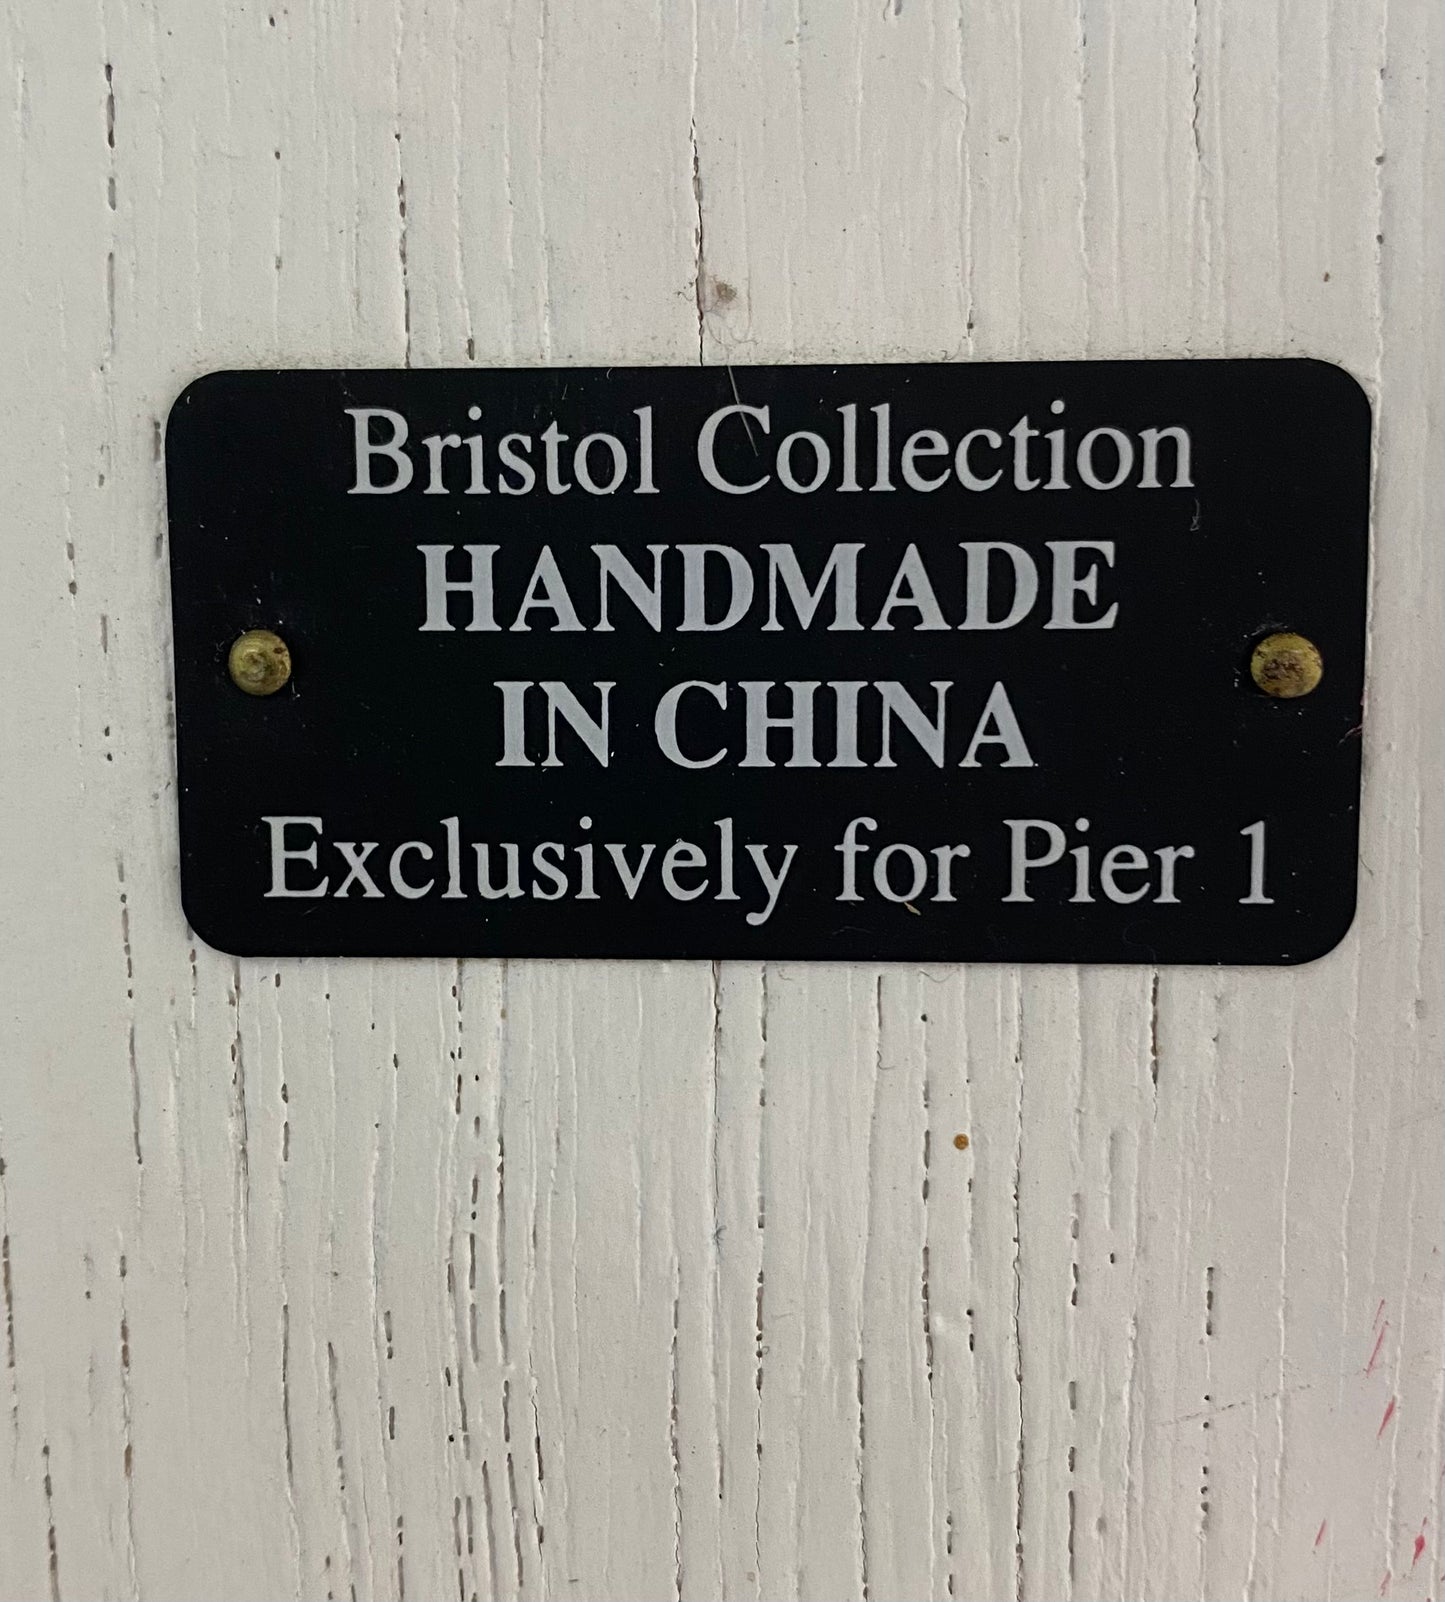 Bristol Collection
HANDMADE
IN CHINA
Exclusively for Pier 1